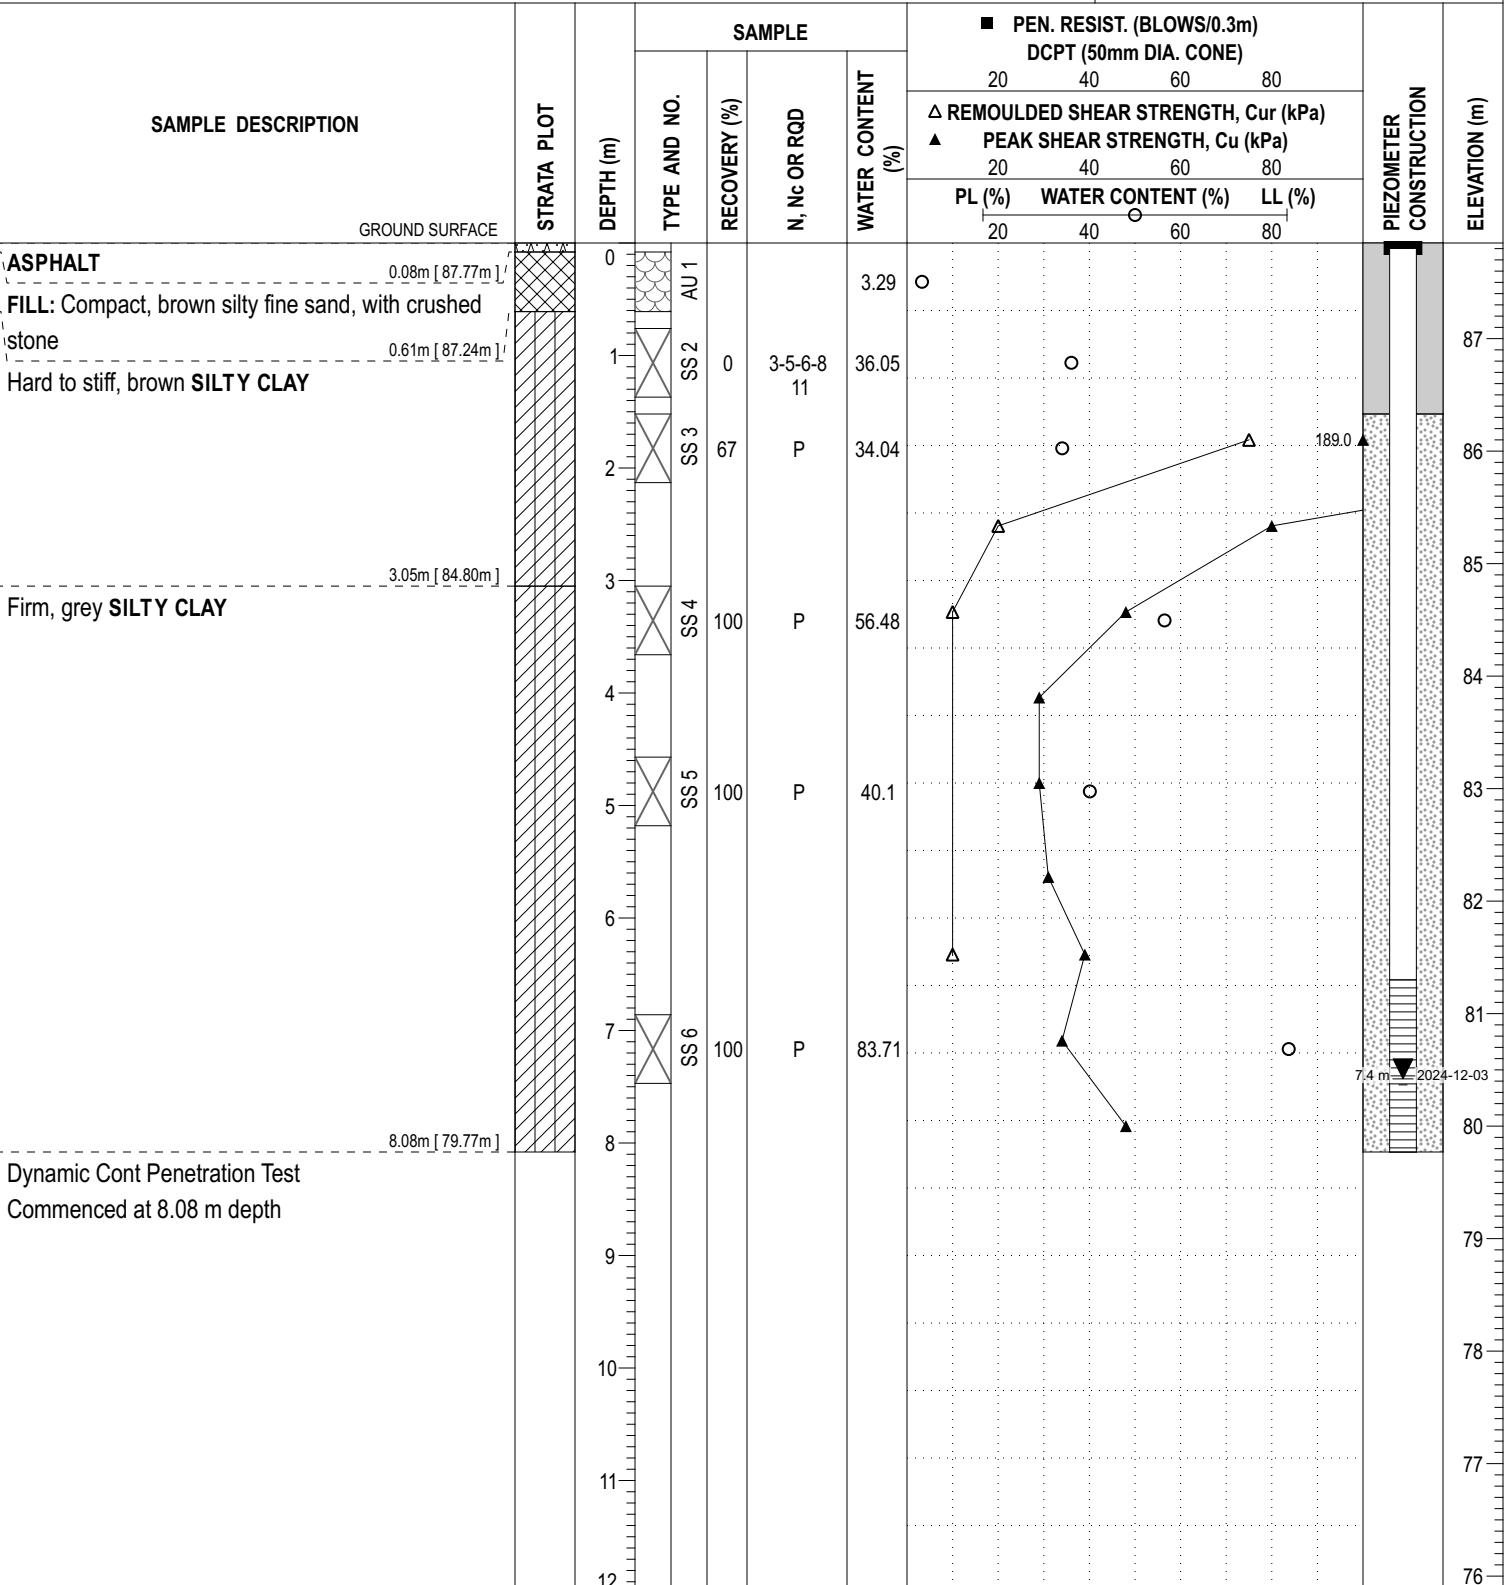 SAMPLE DESCRIPTION
GROUND SURFACE
STRATA PLOT
DEPTH (m)
SAMPLE
TYPE AND NO.
RECOVERY (%)
N, Nc OR RQD
WATER CONTENT
(%)
■ PEN. RESIST. (BLOWS/0.3m)
DCPT (50mm DIA. CONE)
20 40 60 80
△ REMOULDED SHEAR STRENGTH, Cur (kPa)
▲ PEAK SHEAR STRENGTH, Cu (kPa)
20 40 60 80
PL (%) WATER CONTENT (%) LL (%)
20 40 60 80
PIEZOMETER
CONSTRUCTION
ELEVATION (m)
ASPHALT
0.08m [ 87.77m ]
FILL: Compact, brown silty fine sand, with crushed
stone
0.61m [ 87.24m ]
Hard to stiff, brown SILTY CLAY
3.05m [ 84.80m ]
Firm, grey SILTY CLAY
8.08m [ 79.77m ]
Dynamic Cont Penetration Test
Commenced at 8.08 m depth
0
1
2
3
4
5
6
7
8
9
10
11
12
AU 1
3.29
SS 2
0
3-5-6-8
11
36.05
SS 3
67
P
34.04
SS 4
100
P
56.48
SS 5
100
P
40.1
SS 6
100
P
83.71
189.0
7.4 m
2024-12-03
87
86
85
84
83
82
81
80
79
78
77
76